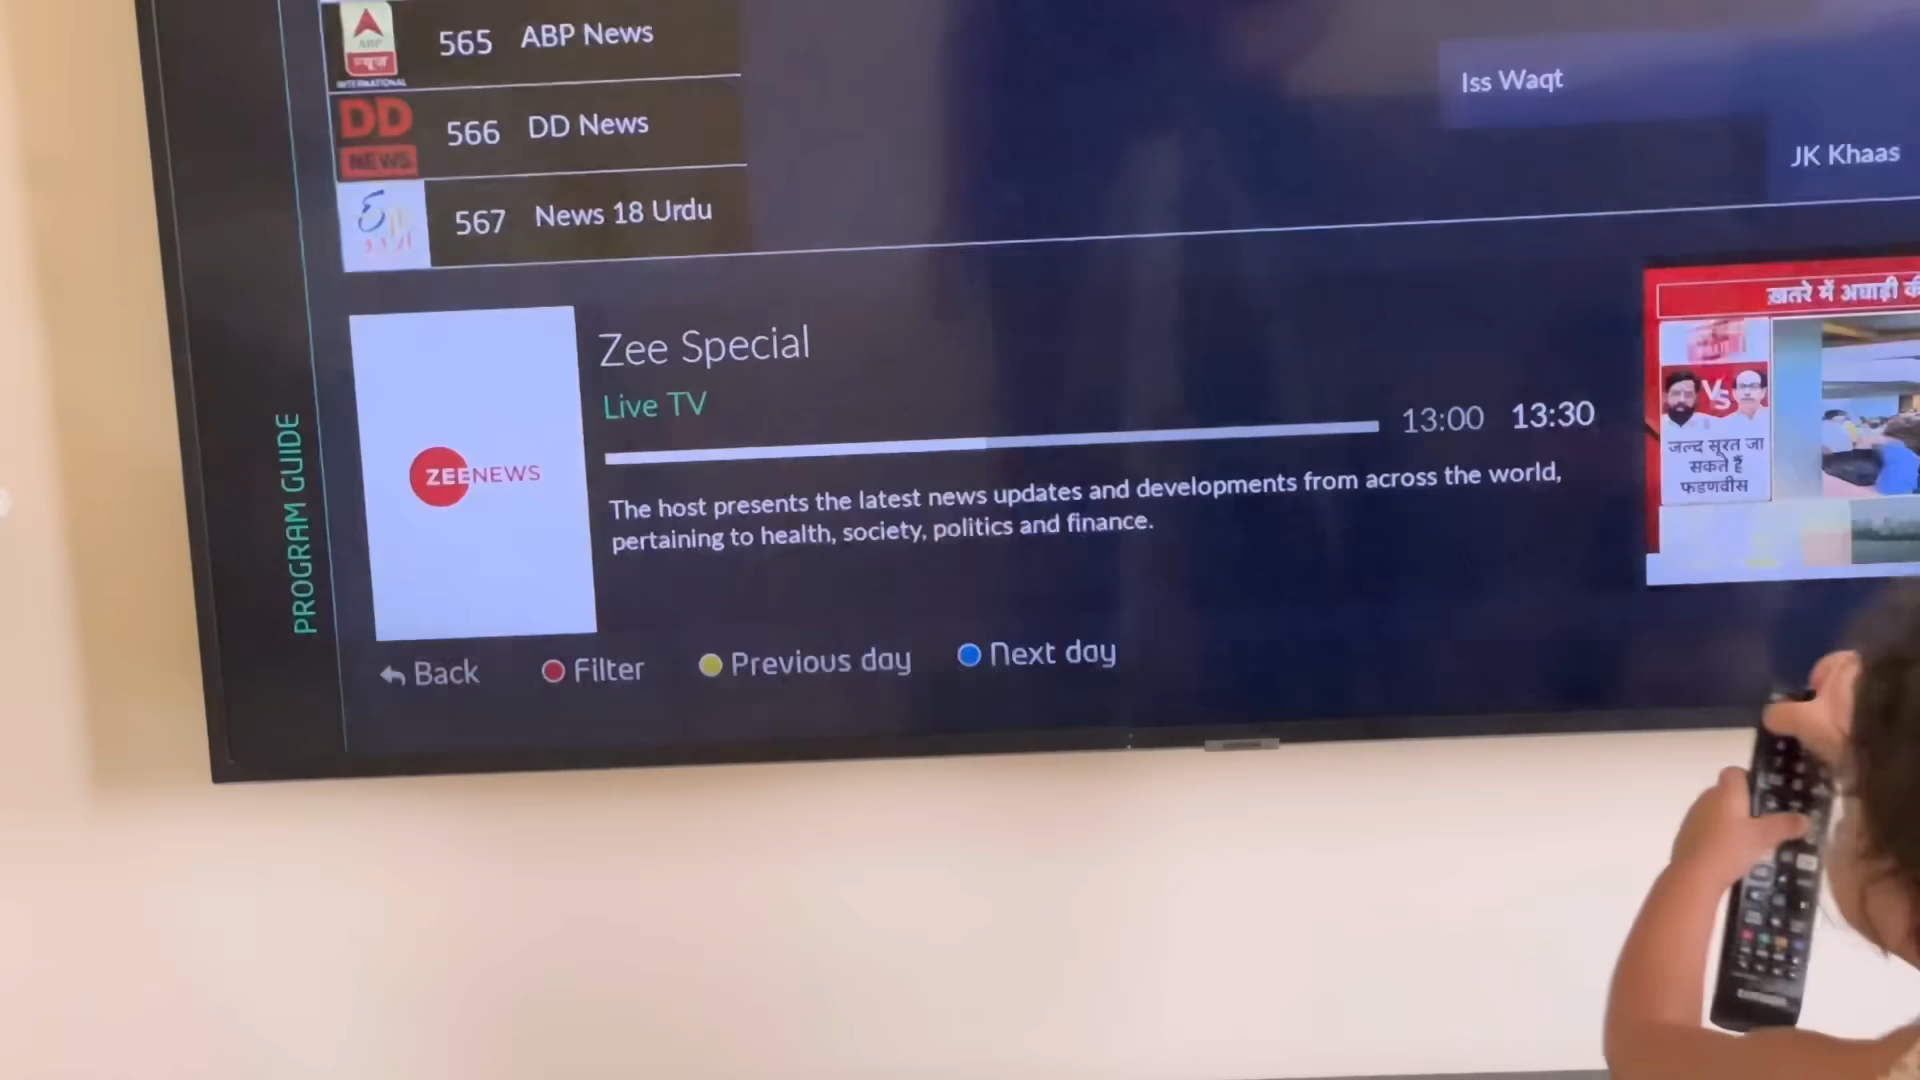 ABP
न्यूज़
INTERNATIONAL
565 ABP News
Iss Waqt
DD
NEWS
566 DD News
JK Khaas
567 News 18 Urdu
PROGRAM GUIDE
ZEENEWS
Zee Special
Live TV
13:00 13:30
The host presents the latest news updates and developments from across the world,
pertaining to health, society, politics and finance.
ख़तरे में अघाड़ी की
VS
जल्द सूरत जा
सकते हैं
फडणवीस
Back Filter Previous day Next day